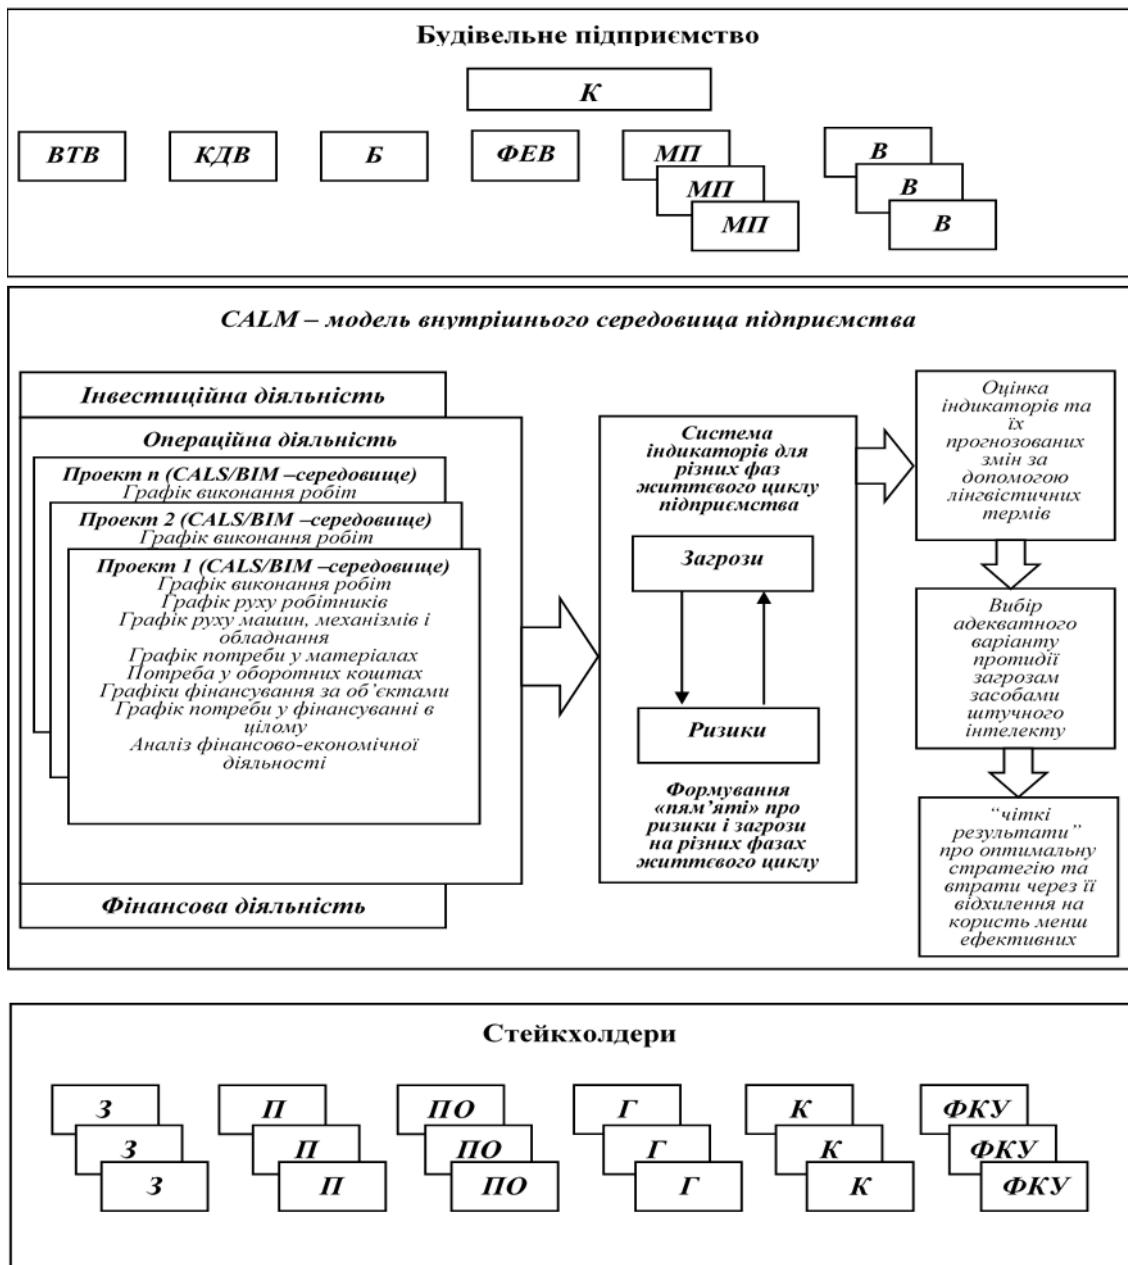 Будівельне підприємство
К
ВТВ
КДВ
Б
ФЕВ
МП
МП
МП
В
В
В
CALM – модель внутрішнього середовища підприємства
Інвестиційна діяльність
Операційна діяльність
Проект n (CALS/BIM –середовище)
Графік виконання робіт
Проект 2 (CALS/BIM –середовище)
Графік виконання робіт
Проект 1 (CALS/BIM –середовище)
Графік виконання робіт
Графік руху робітників
Графік руху машин, механізмів і
обладнання
Графік потреби у матеріалах
Потреба у оборотних коштах
Графіки фінансування за об’єктами
Графік потреби у фінансуванні в
цілому
Аналіз фінансово-економічної
діяльності
Фінансова діяльність
Система
індикаторів для
різних фаз
життєвого циклу
підприємства
Загрози
Ризики
Формування
«пям’яті» про
ризики і загрози
на різних фазах
життєвого циклу
Оцінка
індикаторів та
їх
прогнозованих
змін за
допомогою
лінгвістичних
термів
Вибір
адекватного
варіанту
протидії
загрозам
засобами
штучного
інтелекту
“чіткі
результати”
про оптимальну
стратегію та
втрати через її
відхилення на
користь менш
ефективних
Стейкхолдери
З
З
З
П
П
П
ПО
ПО
ПО
Г
Г
Г
К
К
К
ФКУ
ФКУ
ФКУ